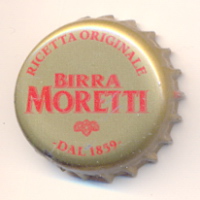 RICETTA ORIGINALE
BIRRA
MORETTI
DAL 1859